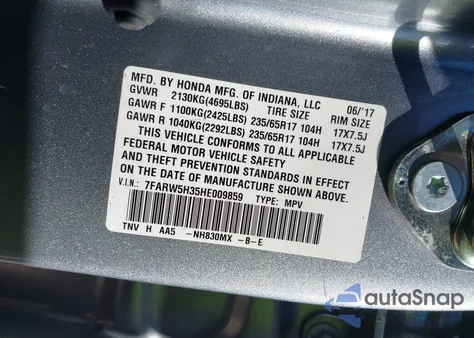 MFD. BY HONDA MFG. OF INDIANA, LLC 06/'17
GVWR 2130KG(4695LBS) TIRE SIZE RIM SIZE
GAWR F 1100KG(2425LBS) 235/65R17 104H 17X7.5J
GAWR R 1040KG(2292LBS) 235/65R17 104H 17X7.5J
THIS VEHICLE CONFORMS TO ALL APPLICABLE
FEDERAL MOTOR VEHICLE SAFETY
AND THEFT PREVENTION STANDARDS IN EFFECT
ON THE DATE OF MANUFACTURE SHOWN ABOVE.
V.I.N.: 7FARW5H35HE009859 TYPE: MPV
TNV H AA5 -NH830MX -B-E
autoSnap